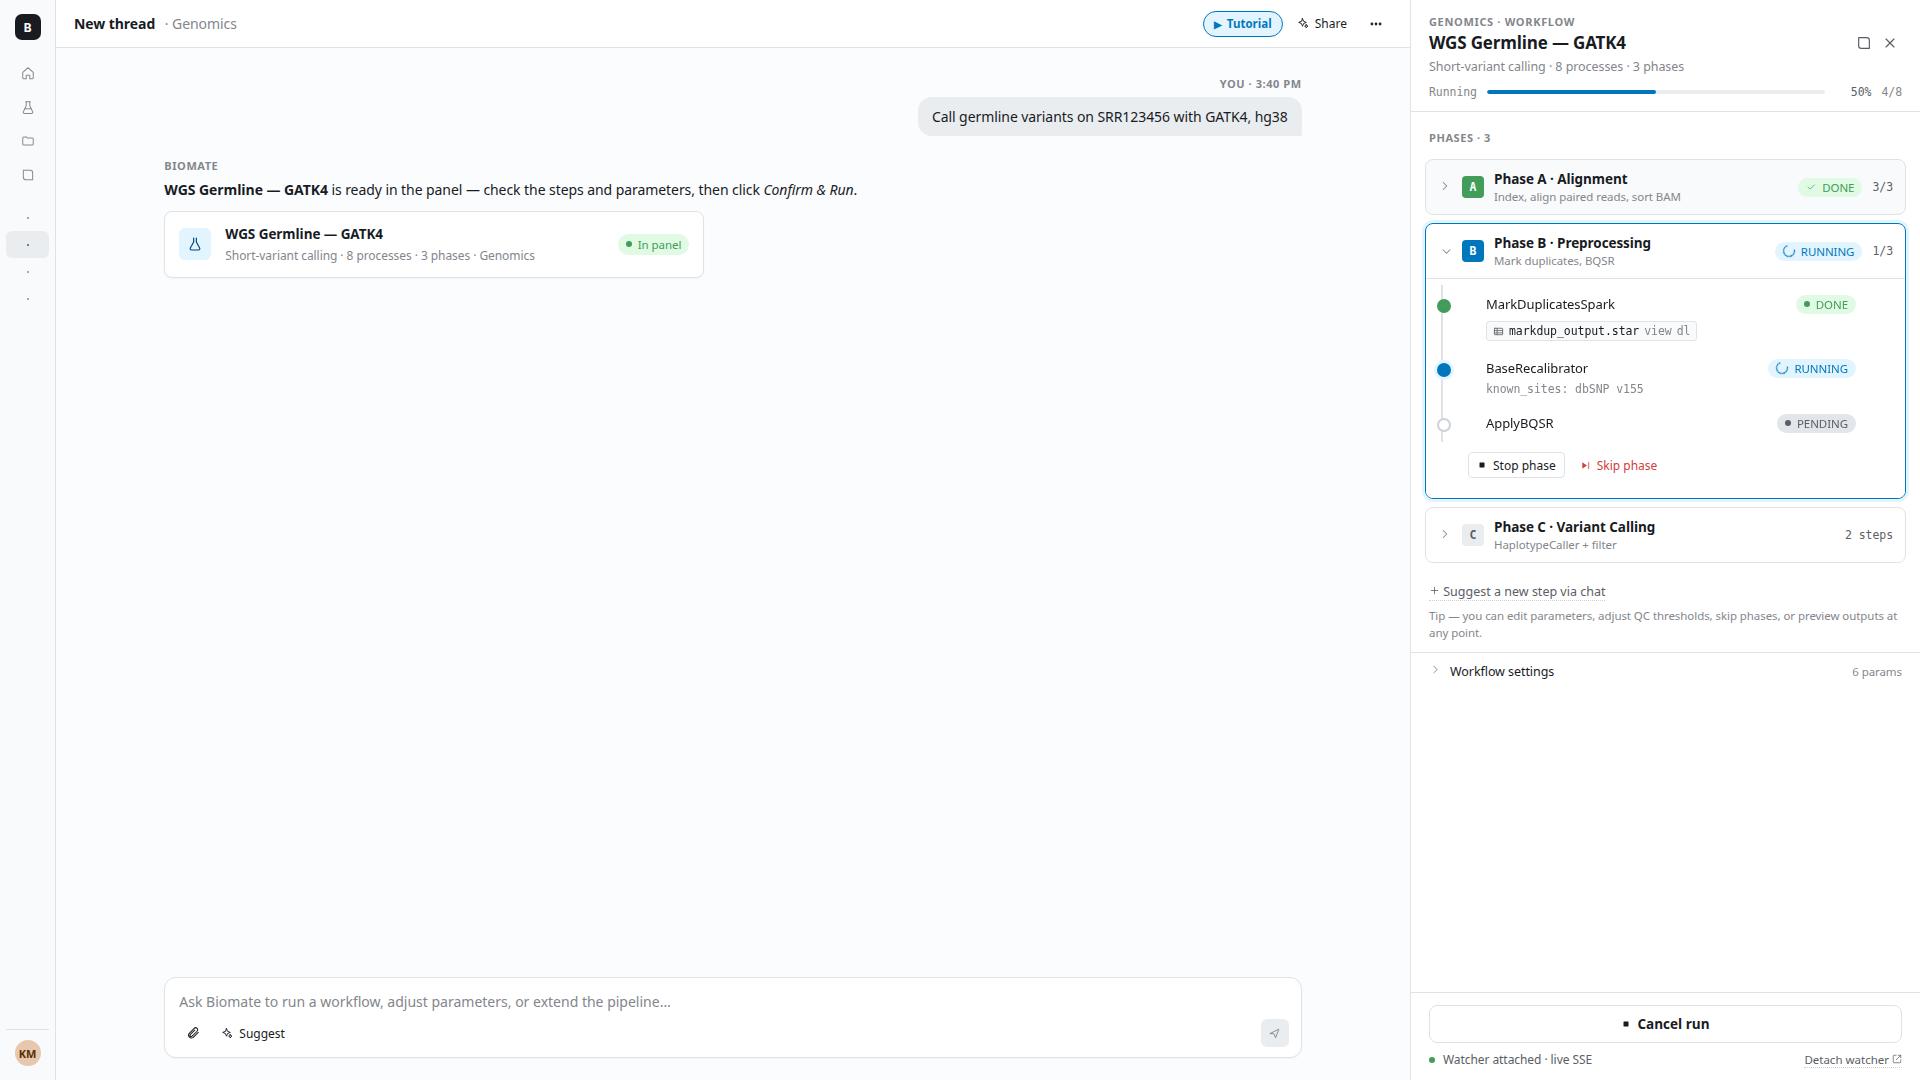 B
New thread · Genomics
▶ Tutorial
Share
YOU · 3:40 PM
Call germline variants on SRR123456 with GATK4, hg38
BIOMATE
WGS Germline — GATK4 is ready in the panel — check the steps and parameters, then click Confirm & Run.
WGS Germline — GATK4
Short-variant calling · 8 processes · 3 phases · Genomics
In panel
Ask Biomate to run a workflow, adjust parameters, or extend the pipeline...
Suggest
KM
GENOMICS · WORKFLOW
WGS Germline — GATK4
Short-variant calling · 8 processes · 3 phases
Running 50% 4/8
PHASES · 3
A Phase A · Alignment
Index, align paired reads, sort BAM
DONE 3/3
B Phase B · Preprocessing
Mark duplicates, BQSR
RUNNING 1/3
MarkDuplicatesSpark DONE
markdup_output.star view dl
BaseRecalibrator RUNNING
known_sites: dbSNP v155
ApplyBQSR PENDING
Stop phase Skip phase
C Phase C · Variant Calling
HaplotypeCaller + filter
2 steps
+ Suggest a new step via chat
Tip — you can edit parameters, adjust QC thresholds, skip phases, or preview outputs at
any point.
Workflow settings 6 params
Cancel run
Watcher attached · live SSE Detach watcher